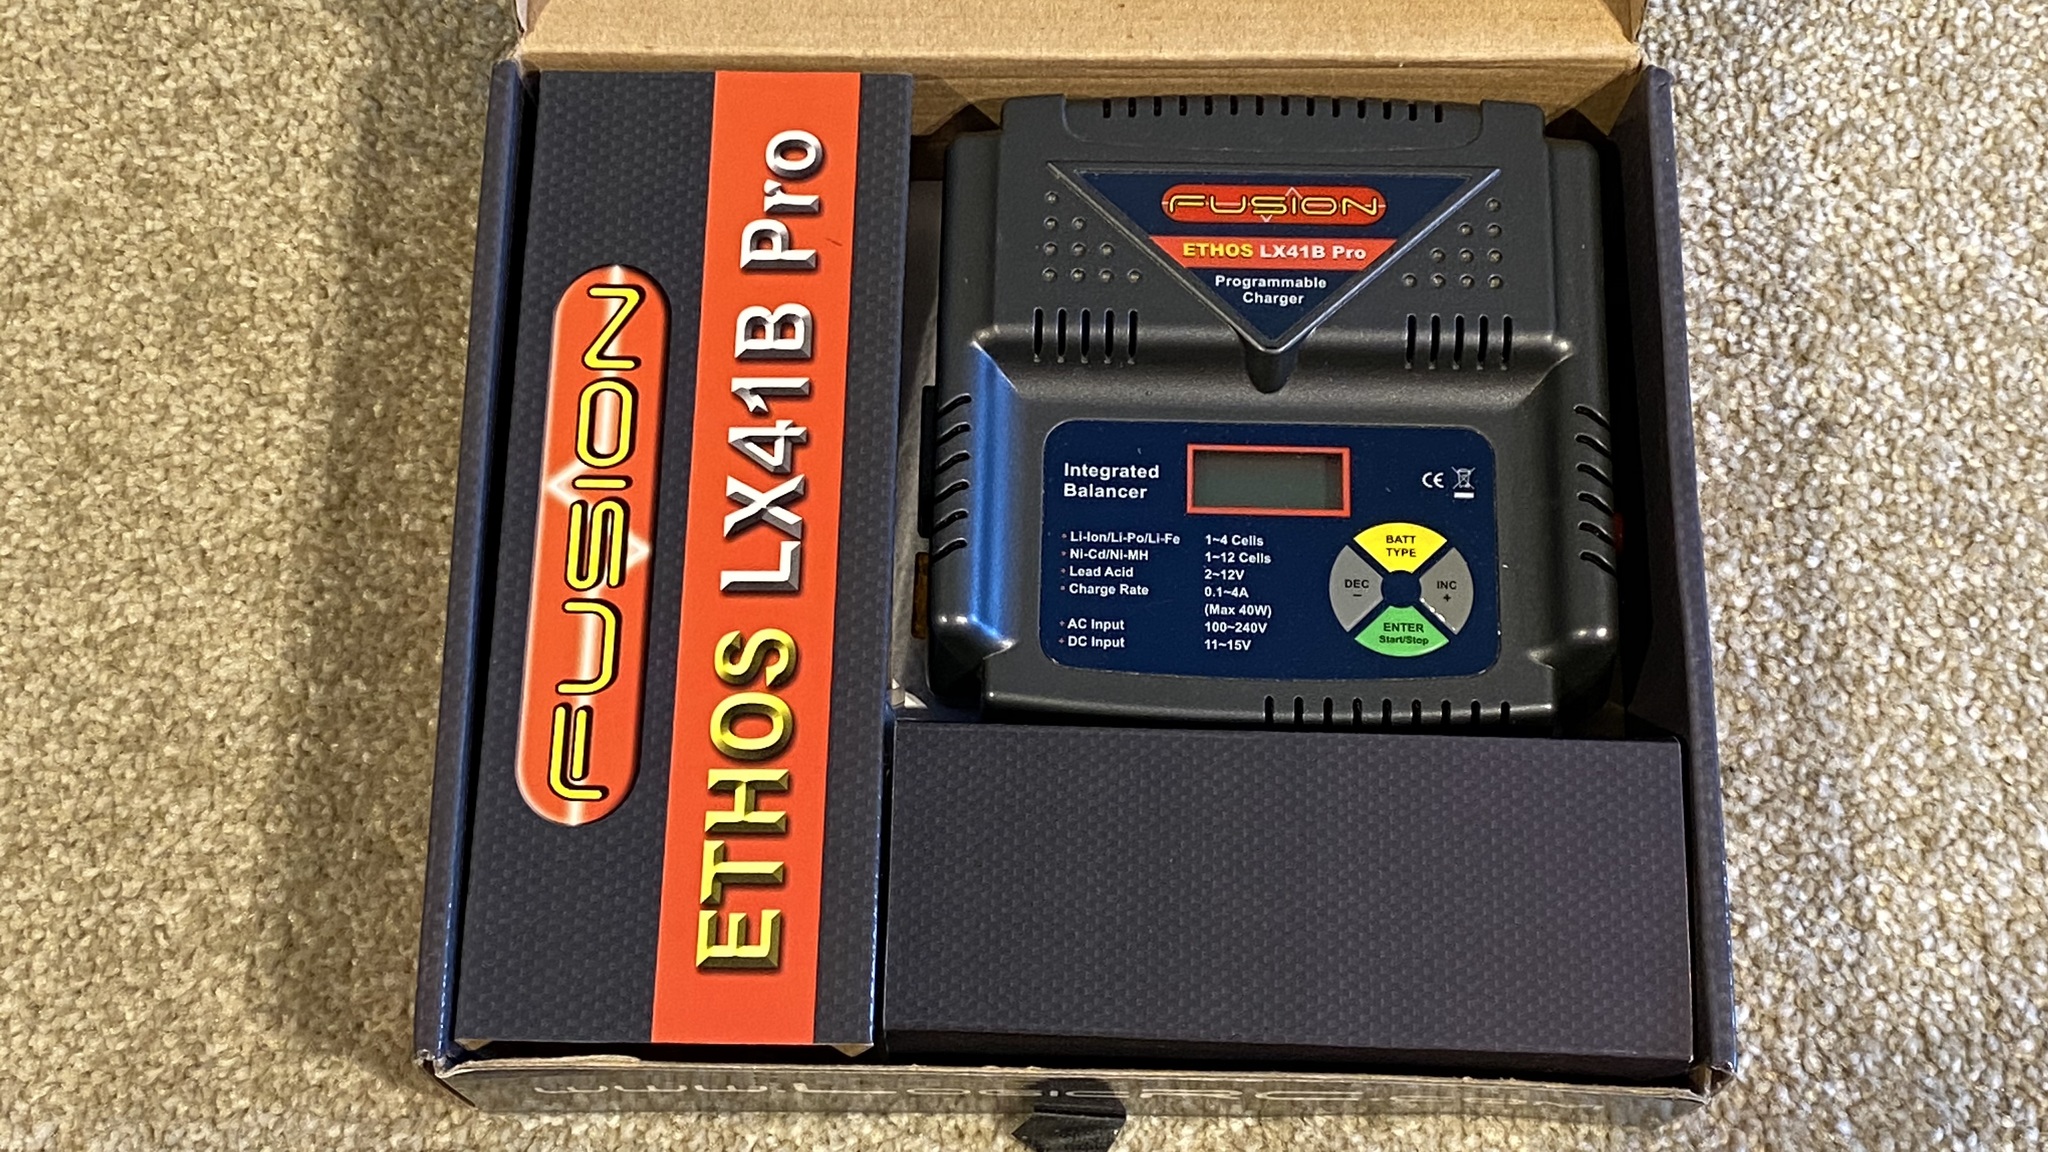 FUSION
ETHOS LX41B Pro
FUSION
ETHOS LX41B Pro
Programmable
Charger
Integrated
Balancer
CE
• Li-Ion/Li-Po/Li-Fe 1~4 Cells
• Ni-Cd/Ni-MH 1~12 Cells
• Lead Acid 2~12V
• Charge Rate 0.1~4A
(Max 40W)
• AC Input 100~240V
• DC Input 11~15V
BATT
TYPE
DEC
−
INC
+
ENTER
Start/Stop